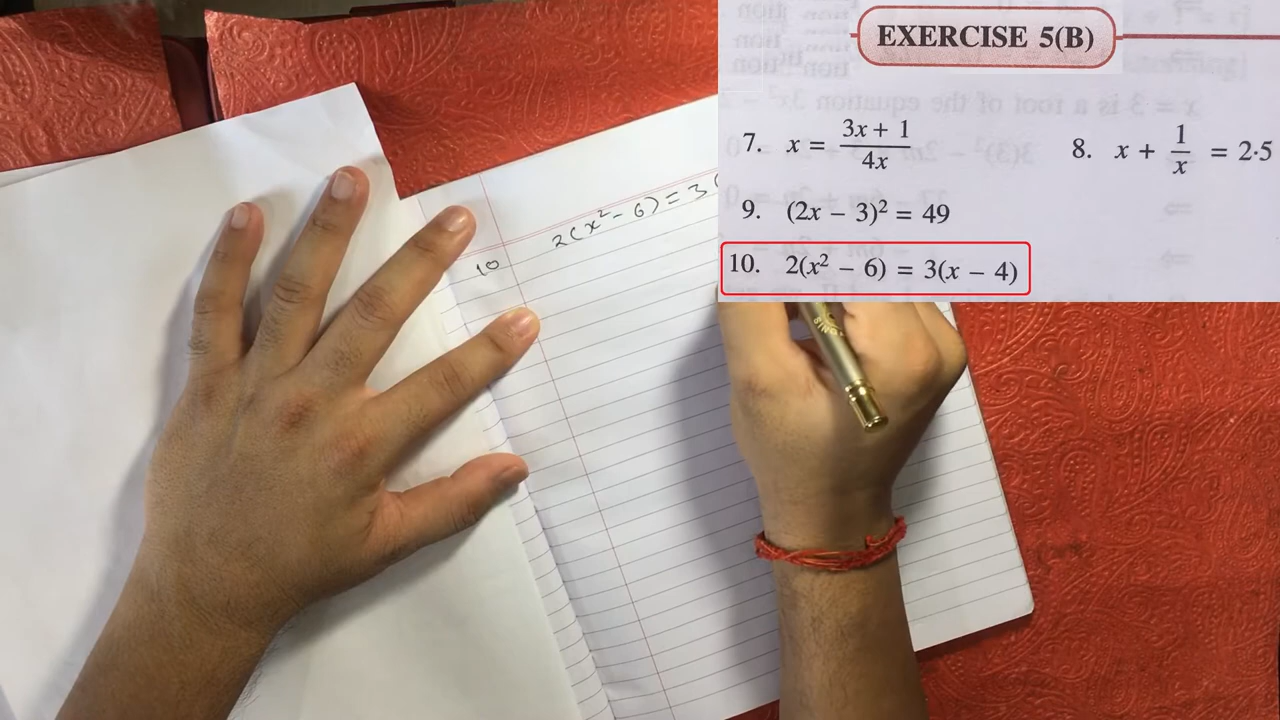 EXERCISE 5(B)
7. x = (3x + 1)/(4x)
8. x + 1/x = 2·5
9. (2x − 3)² = 49
10. 2(x² − 6) = 3(x − 4)
10 2(x² - 6) = 3(